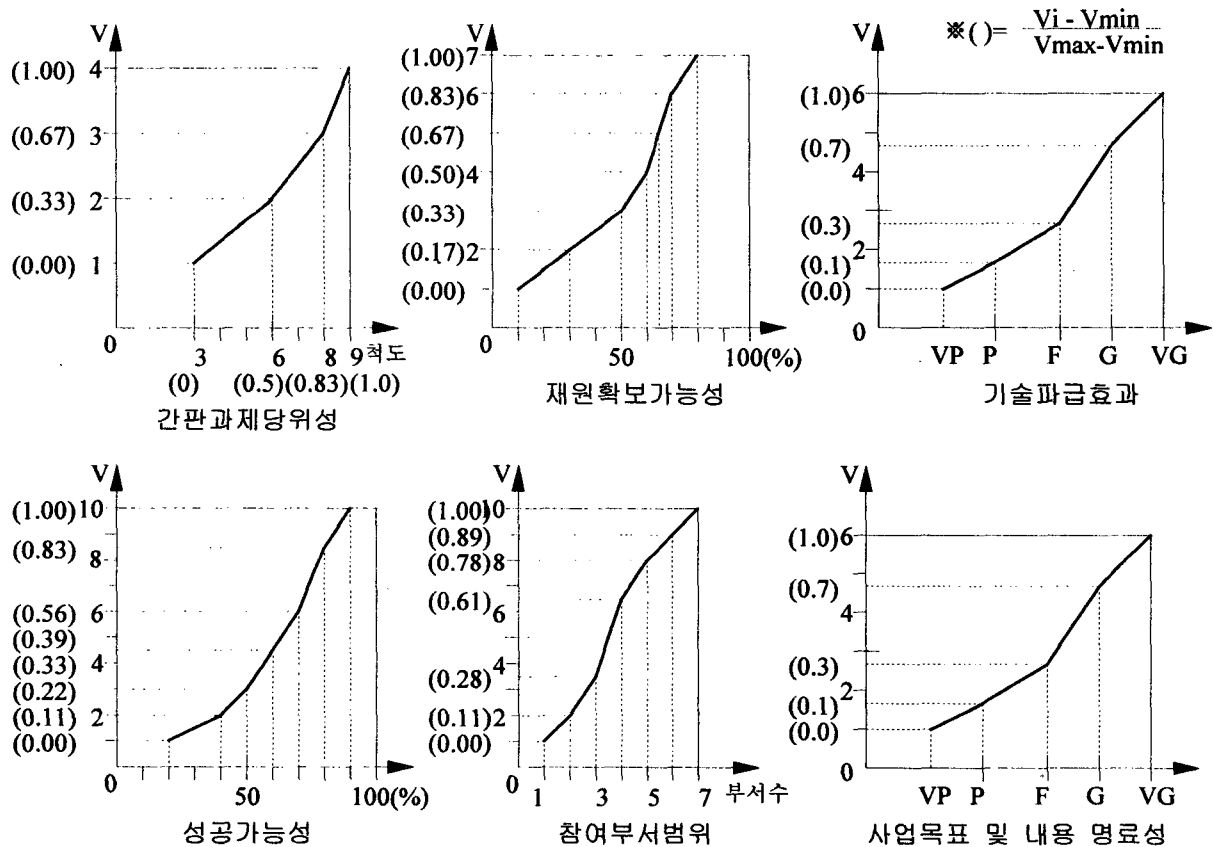 ※( )= Vi - Vmin
Vmax-Vmin
V
(1.00) 4
(0.67) 3
(0.33) 2
(0.00) 1
0 3 6 8 9척도
(0) (0.5)(0.83)(1.0)
간판과제당위성
V
(1.00)7
(0.83)6
(0.67)
(0.50)4
(0.33)
(0.17)2
(0.00)
0 50 100(%)
재원확보가능성
V
(1.0)6
(0.7)
4
(0.3)
2
(0.1)
(0.0)
0 VP P F G VG
기술파급효과
V
(1.00)10
(0.83)
8
(0.56) 6
(0.39)
(0.33) 4
(0.22)
(0.11) 2
(0.00)
0 50 100(%)
성공가능성
V
(1.00)10
(0.89)
(0.78)8
(0.61) 6
4
(0.28)
(0.11)2
(0.00)
0 1 3 5 7 부서수
참여부서범위
V
(1.0)6
(0.7)
4
(0.3)
2
(0.1)
(0.0)
0 VP P F G VG
사업목표 및 내용 명료성